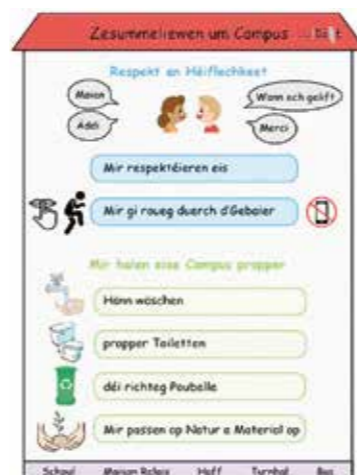 Zesummeliewen um Campus
Respekt an Héiflechkeet
Moien
Wann ech gelift
Addi
Merci
Mir respektéieren eis
Mir gi roueg duerch d'Gebaier
Mir halen eise Campus propper
Hänn wäschen
propper Toiletten
déi richteg Poubelle
Mir passen op Natur a Material op
Schoul Maison Relais Haff Turnhal Bus